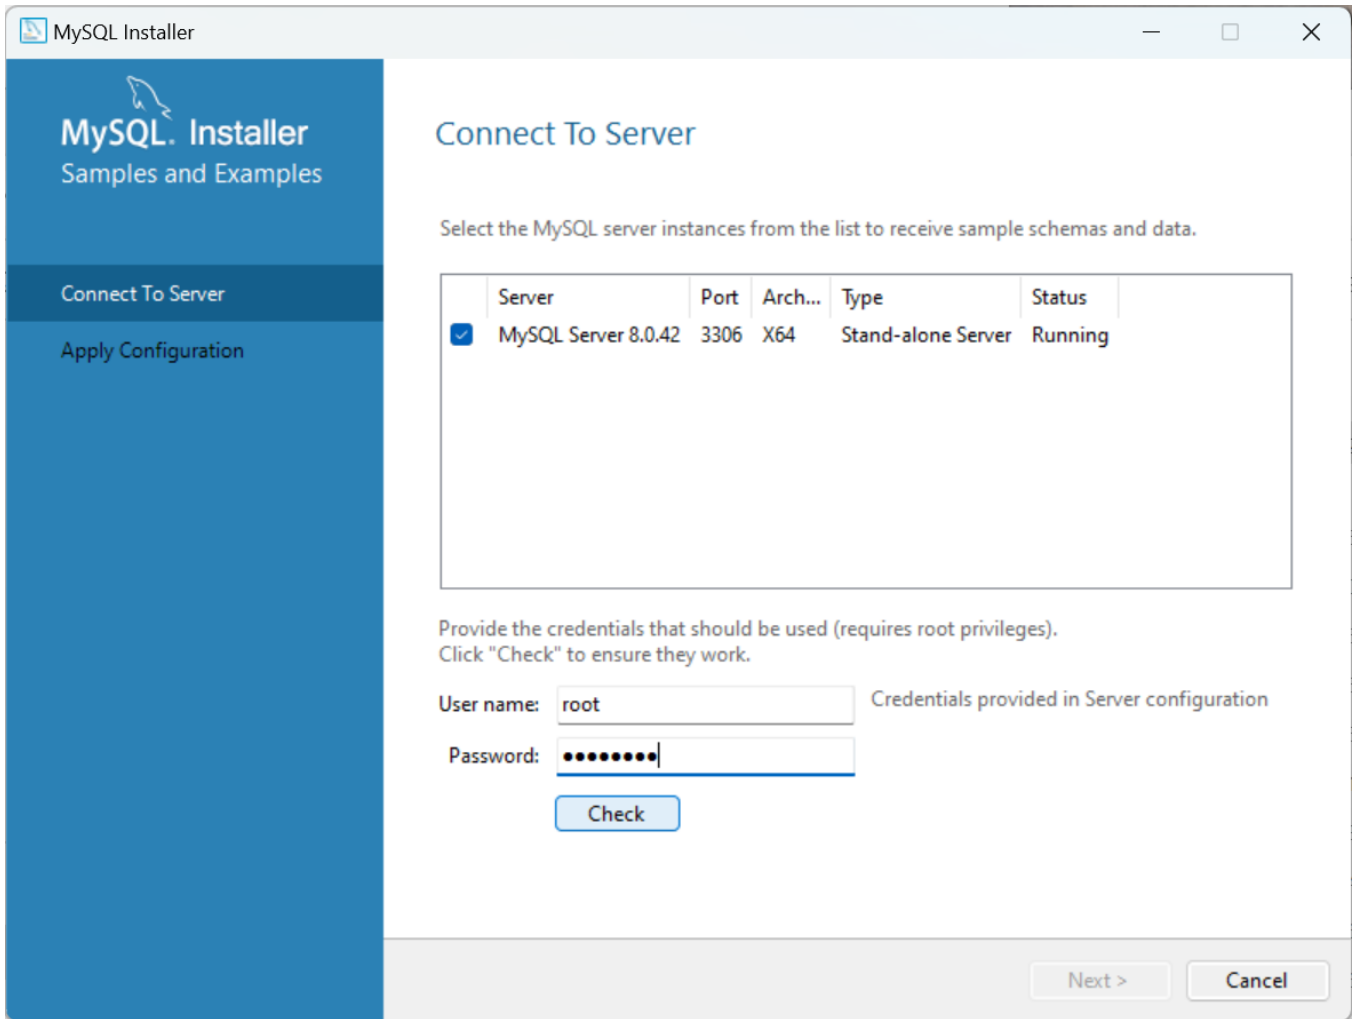 MySQL Installer
MySQL. Installer
Samples and Examples
Connect To Server
Apply Configuration
Connect To Server
Select the MySQL server instances from the list to receive sample schemas and data.
Server Port Arch... Type Status
MySQL Server 8.0.42 3306 X64 Stand-alone Server Running
Provide the credentials that should be used (requires root privileges).
Click "Check" to ensure they work.
User name: root Credentials provided in Server configuration
Password: ●●●●●●●●
Check
Next > Cancel